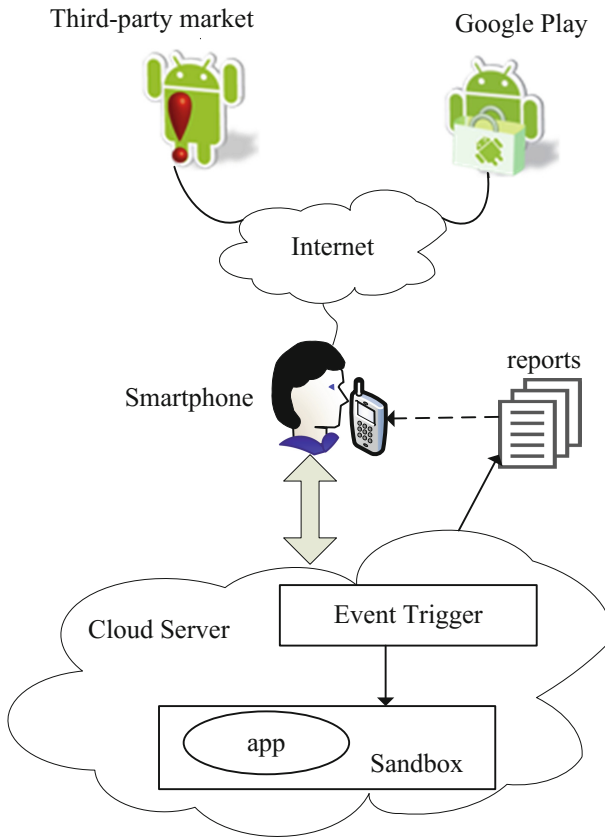 Third-party market
Google Play
Internet
reports
Smartphone
Event Trigger
Cloud Server
app
Sandbox